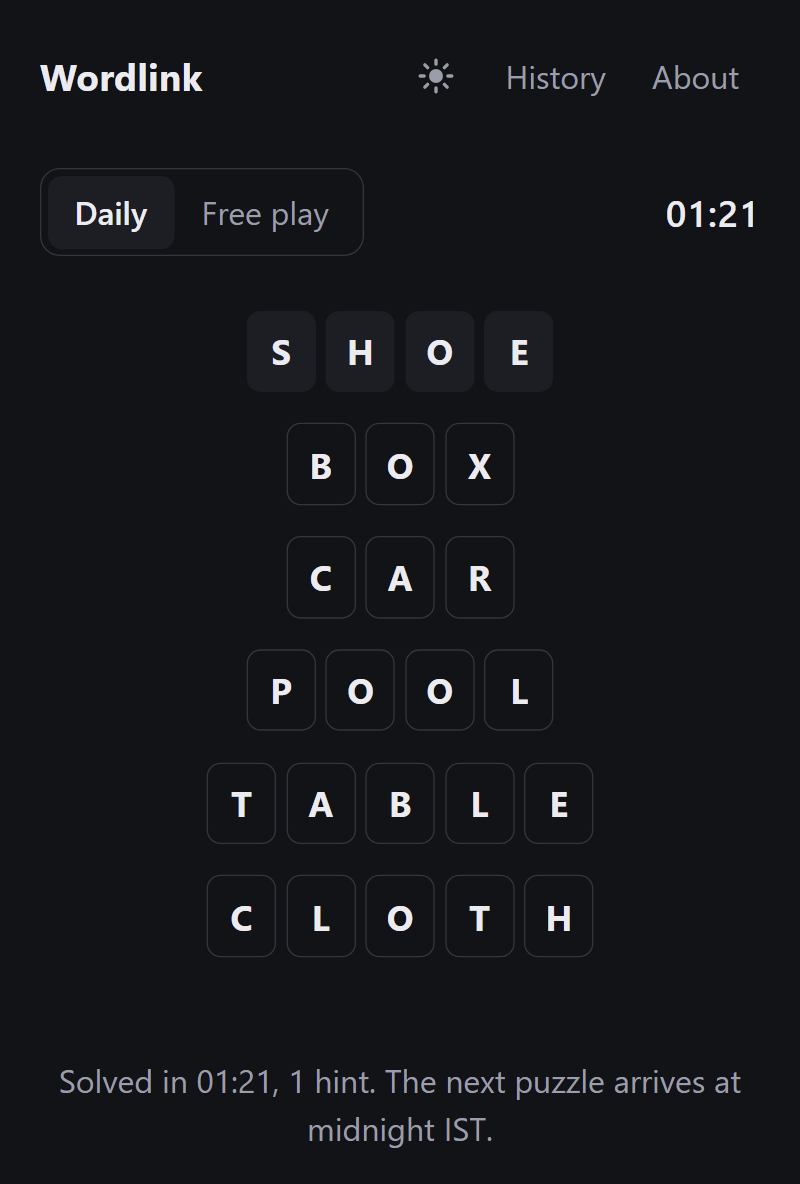 Wordlink History About
Daily Free play 01:21
SHOE
BOX
CAR
POOL
TABLE
CLOTH
Solved in 01:21, 1 hint. The next puzzle arrives at
midnight IST.